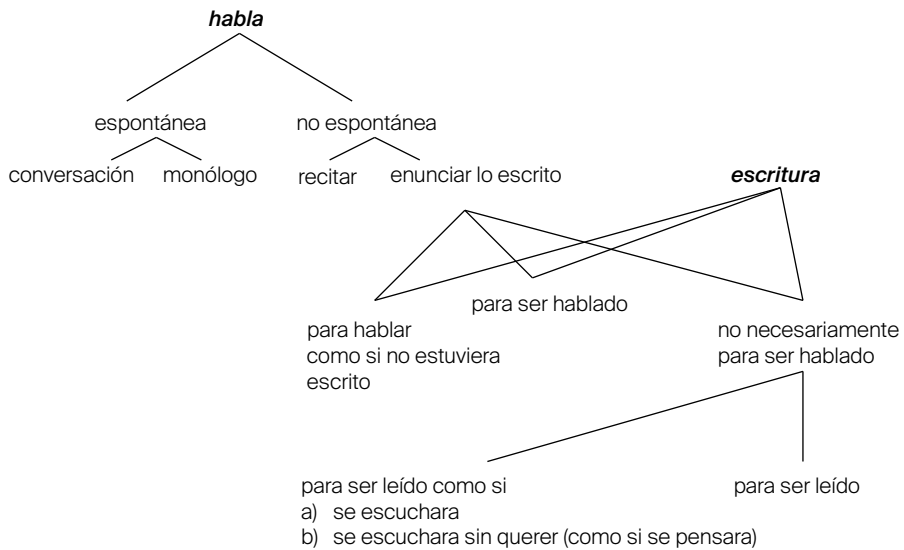 habla
espontánea no espontánea
conversación monólogo recitar enunciar lo escrito escritura
para ser hablado
para hablar
como si no estuviera
escrito
no necesariamente
para ser hablado
para ser leído como si
a) se escuchara
b) se escuchara sin querer (como si se pensara)
para ser leído